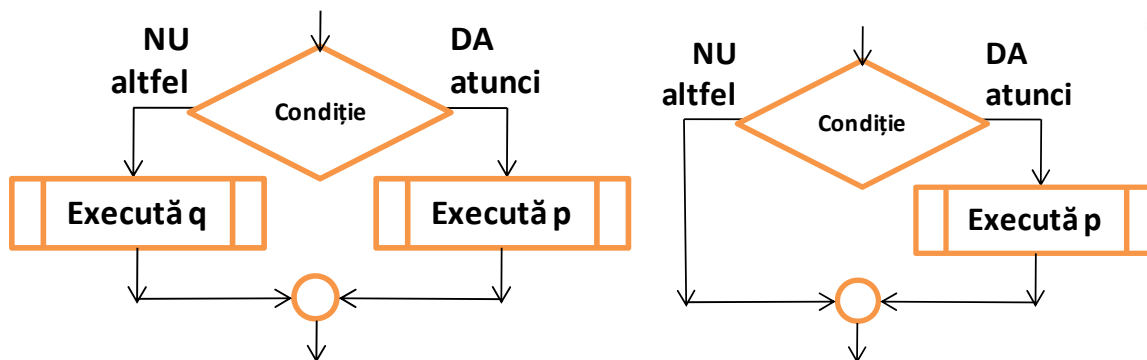 NU
altfel
DA
atunci
Condiție
Execută q
Execută p
NU
altfel
DA
atunci
Condiție
Execută p